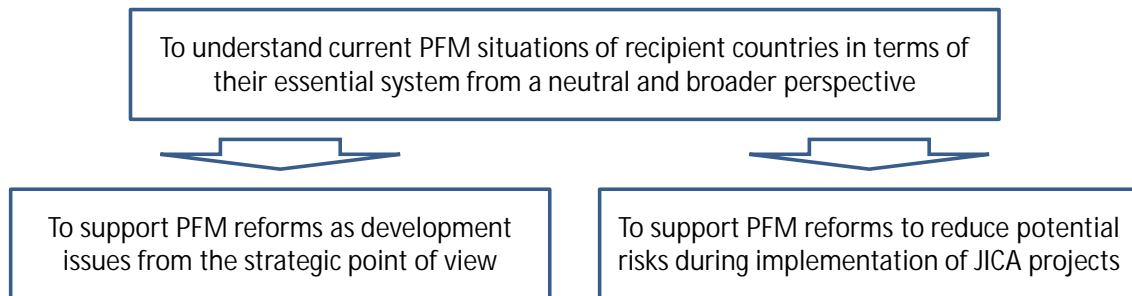 To understand current PFM situations of recipient countries in terms of
their essential system from a neutral and broader perspective
To support PFM reforms as development
issues from the strategic point of view
To support PFM reforms to reduce potential
risks during implementation of JICA projects